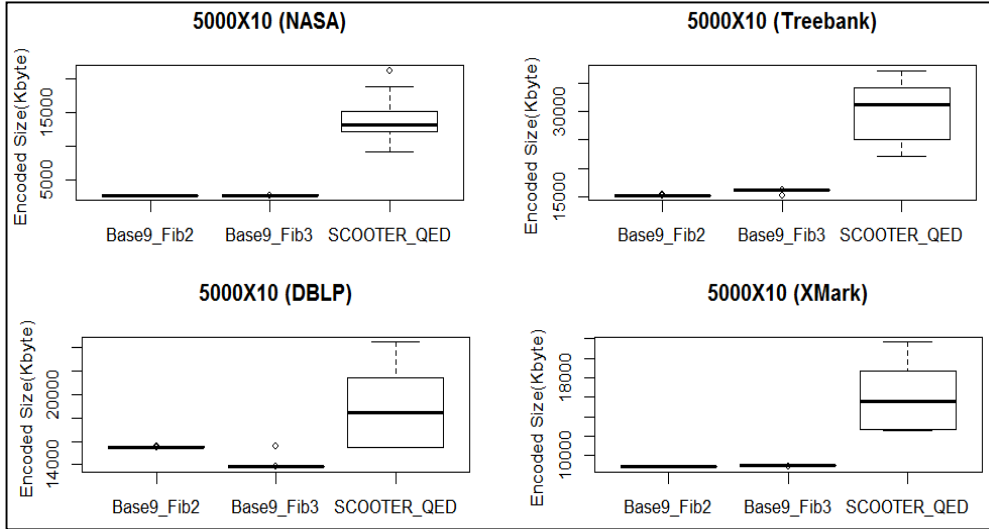 5000X10 (NASA)
Encoded Size(Kbyte)
15000
5000
Base9_Fib2 Base9_Fib3 SCOOTER_QED
5000X10 (Treebank)
Encoded Size(Kbyte)
30000
15000
Base9_Fib2 Base9_Fib3 SCOOTER_QED
5000X10 (DBLP)
Encoded Size(Kbyte)
20000
14000
Base9_Fib2 Base9_Fib3 SCOOTER_QED
5000X10 (XMark)
Encoded Size(Kbyte)
18000
10000
Base9_Fib2 Base9_Fib3 SCOOTER_QED